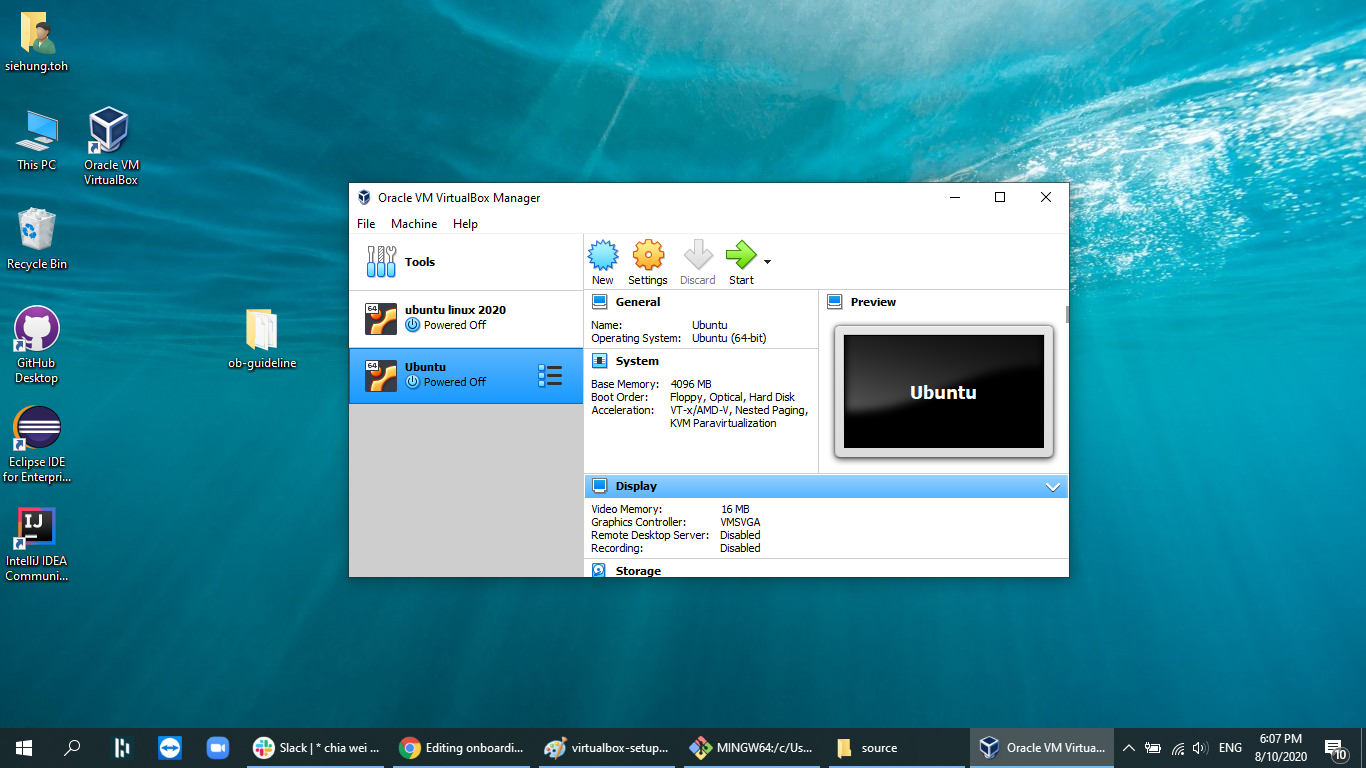 siehung.toh
This PC
Oracle VM
VirtualBox
Recycle Bin
GitHub
Desktop
ob-guideline
Eclipse IDE
for Enterpri...
IJ
IntelliJ IDEA
Communi...
Oracle VM VirtualBox Manager
File Machine Help
Tools
New Settings Discard Start
64
ubuntu linux 2020
Powered Off
64
Ubuntu
Powered Off
General
Name: Ubuntu
Operating System: Ubuntu (64-bit)
System
Base Memory: 4096 MB
Boot Order: Floppy, Optical, Hard Disk
Acceleration: VT-x/AMD-V, Nested Paging,
KVM Paravirtualization
Preview
Ubuntu
Display
Video Memory: 16 MB
Graphics Controller: VMSVGA
Remote Desktop Server: Disabled
Recording: Disabled
Storage
Slack | * chia wei ... Editing onboardi... virtualbox-setup... MINGW64:/c/Us... source Oracle VM Virtua... ENG
6:07 PM
8/10/2020
10